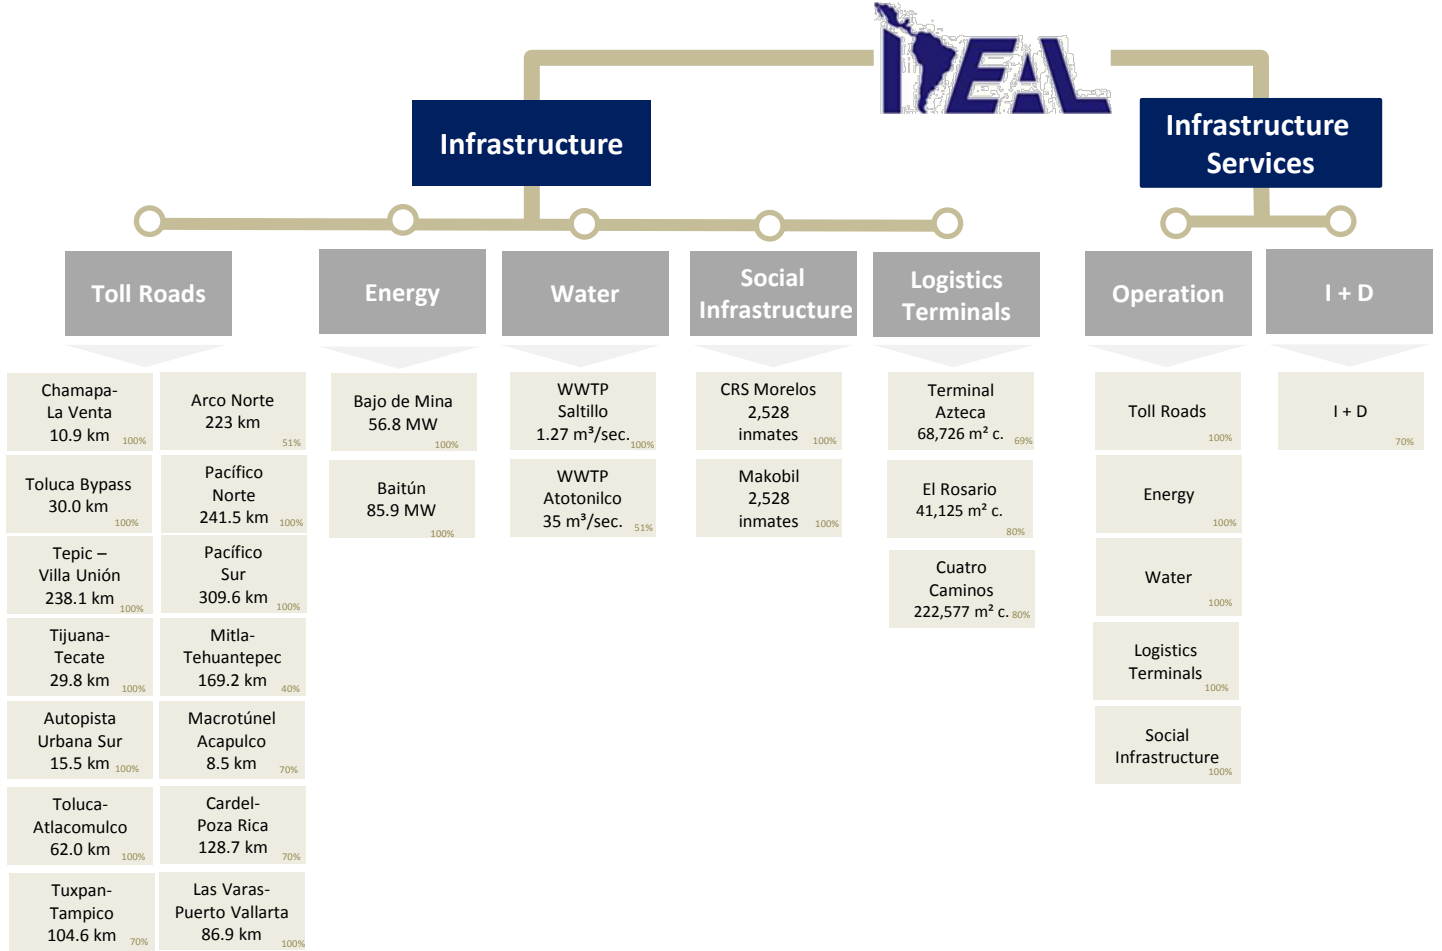 IDEAL
Infrastructure
Infrastructure
Services
Toll Roads
Energy
Water
Social
Infrastructure
Logistics
Terminals
Operation
I + D
Chamapa-
La Venta
10.9 km 100%
Arco Norte
223 km
51%
Toluca Bypass
30.0 km
100%
Pacífico
Norte
241.5 km 100%
Tepic –
Villa Unión
238.1 km 100%
Pacífico
Sur
309.6 km 100%
Tijuana-
Tecate
29.8 km 100%
Mitla-
Tehuantepec
169.2 km 40%
Autopista
Urbana Sur
15.5 km 100%
Macrotúnel
Acapulco
8.5 km 70%
Toluca-
Atlacomulco
62.0 km 100%
Cardel-
Poza Rica
128.7 km 70%
Tuxpan-
Tampico
104.6 km 70%
Las Varas-
Puerto Vallarta
86.9 km 100%
Bajo de Mina
56.8 MW
100%
Baitún
85.9 MW
100%
WWTP
Saltillo
1.27 m³/sec. 100%
WWTP
Atotonilco
35 m³/sec. 51%
CRS Morelos
2,528
inmates 100%
Makobil
2,528
inmates 100%
Terminal
Azteca
68,726 m² c. 69%
El Rosario
41,125 m² c.
80%
Cuatro
Caminos
222,577 m² c. 80%
Toll Roads
100%
Energy
100%
Water
100%
Logistics
Terminals
100%
Social
Infrastructure
100%
I + D
70%